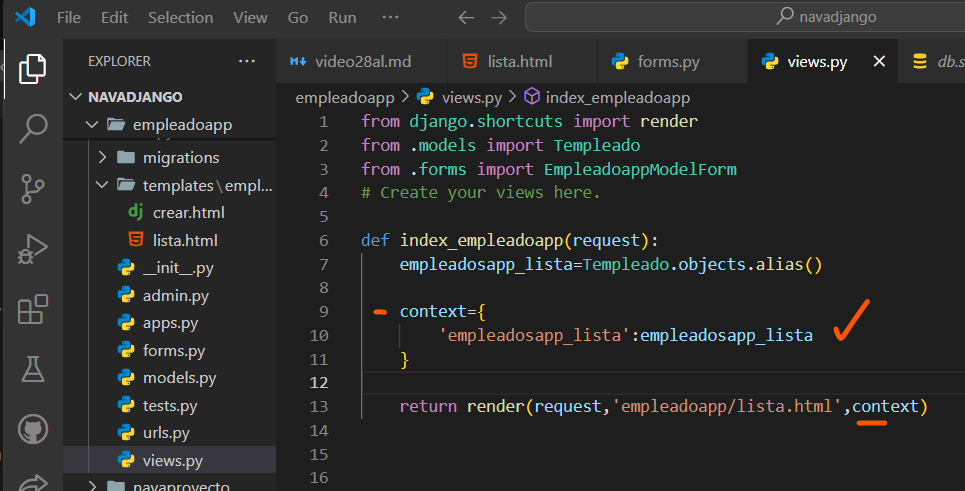 File Edit Selection View Go Run ··· navadjango
EXPLORER ···
NAVADJANGO
empleadoapp
migrations
templates\empl...
crear.html
lista.html
__init__.py
admin.py
apps.py
forms.py
models.py
tests.py
urls.py
views.py
navaproyecto
video28al.md lista.html forms.py views.py db.s
empleadoapp > views.py > index_empleadoapp
1 from django.shortcuts import render
2 from .models import Templeado
3 from .forms import EmpleadoappModelForm
4 # Create your views here.
5
6 def index_empleadoapp(request):
7     empleadosapp_lista=Templeado.objects.alias()
8
9     context={
10         'empleadosapp_lista':empleadosapp_lista
11     }
12
13     return render(request,'empleadoapp/lista.html',context)
14
15
16